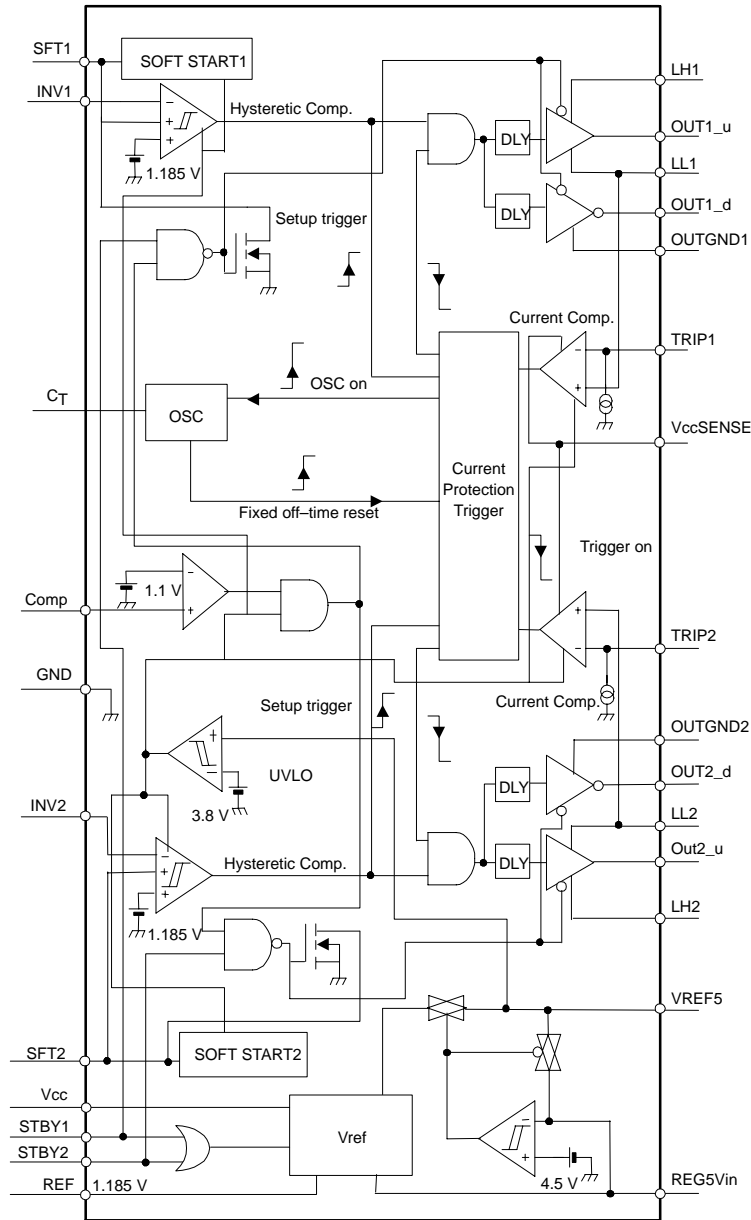 SFT1
SOFT START1
LH1
INV1
Hysteretic Comp.
– + +
OUT1_u
DLY
1.185 V
LL1
DLY
OUT1_d
Setup trigger
OUTGND1
Current Comp.
TRIP1
– +
OSC on
CT
OSC
VccSENSE
Current
Protection
Trigger
Fixed off–time reset
Trigger on
1.1 V
– +
Comp
+ –
TRIP2
GND
Current Comp.
Setup trigger
OUTGND2
+ –
UVLO
DLY
OUT2_d
3.8 V
INV2
LL2
– + +
Hysteretic Comp.
DLY
Out2_u
1.185 V
LH2
VREF5
SFT2
SOFT START2
Vcc
Vref
– +
STBY1
STBY2
4.5 V
REF
1.185 V
REG5Vin